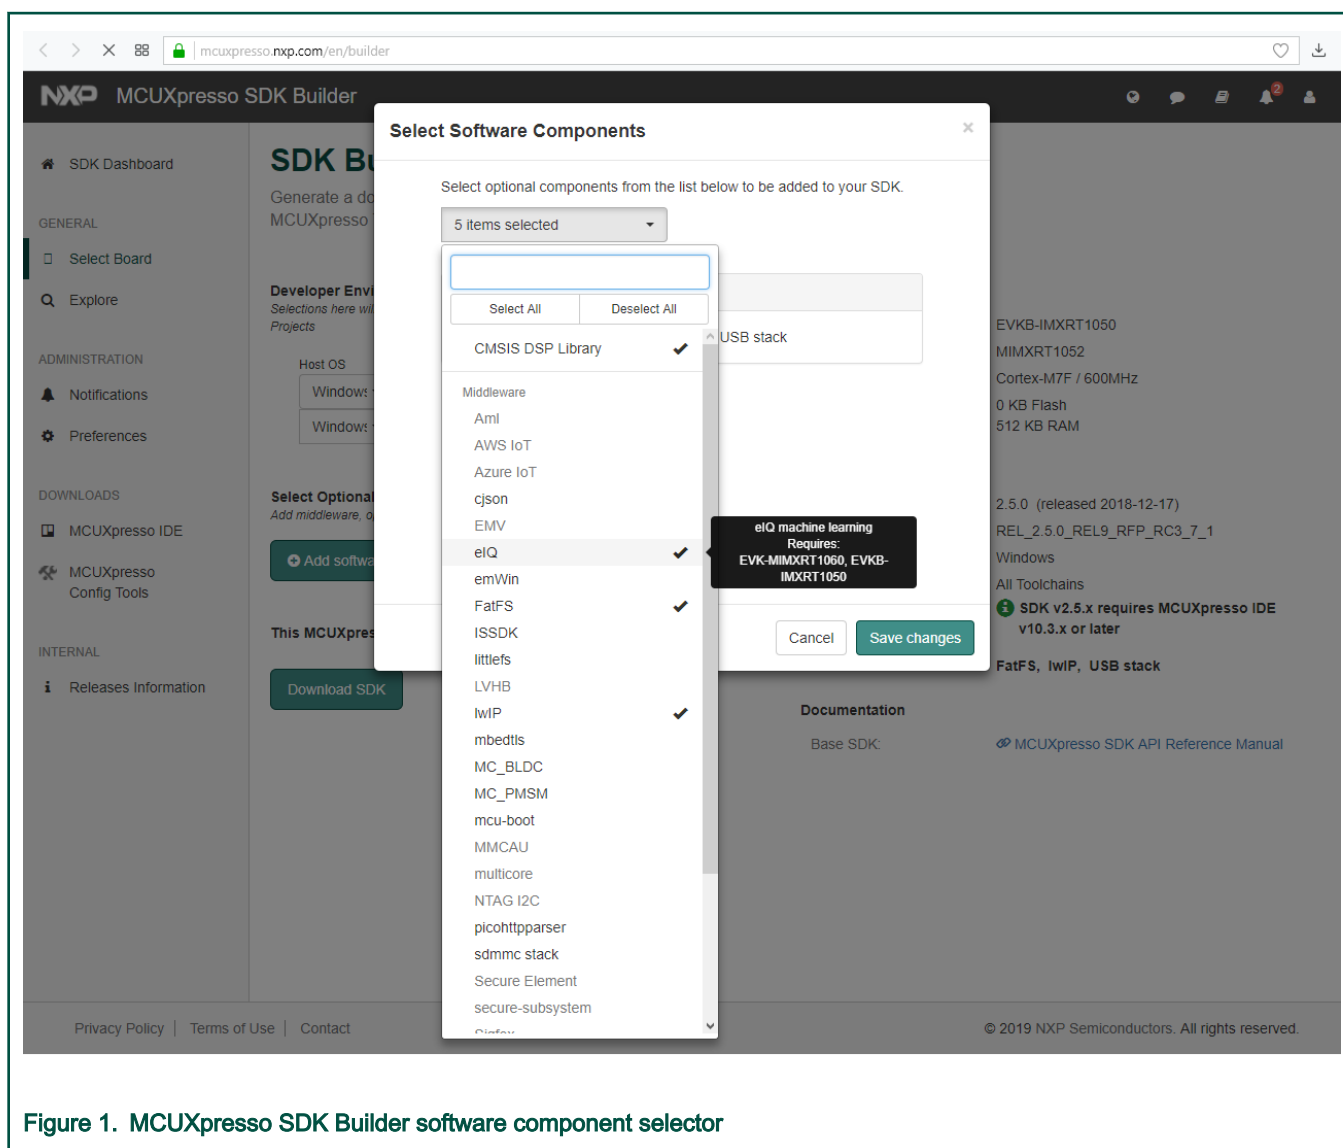 mcuxpresso.nxp.com/en/builder
NXP MCUXpresso SDK Builder
2
SDK Dashboard
GENERAL
Select Board
Explore
ADMINISTRATION
Notifications
Preferences
DOWNLOADS
MCUXpresso IDE
MCUXpresso
Config Tools
INTERNAL
Releases Information
SDK Bu
Generate a do
MCUXpresso
Developer Envi
Selections here wil
Projects
Host OS
Windows
Windows
Select Optional
Add middleware, o
Add softwa
This MCUXpres
Download SDK
Select Software Components
×
Select optional components from the list below to be added to your SDK.
5 items selected
Select All Deselect All
CMSIS DSP Library
Middleware
AmI
AWS IoT
Azure IoT
cjson
EMV
eIQ
emWin
FatFS
ISSDK
littlefs
LVHB
lwIP
mbedtls
MC_BLDC
MC_PMSM
mcu-boot
MMCAU
multicore
NTAG I2C
picohttpparser
sdmmc stack
Secure Element
secure-subsystem
Sigfox
USB stack
eIQ machine learning
Requires:
EVK-MIMXRT1060, EVKB-
IMXRT1050
Cancel Save changes
EVKB-IMXRT1050
MIMXRT1052
Cortex-M7F / 600MHz
0 KB Flash
512 KB RAM
2.5.0 (released 2018-12-17)
REL_2.5.0_REL9_RFP_RC3_7_1
Windows
All Toolchains
SDK v2.5.x requires MCUXpresso IDE
v10.3.x or later
FatFS, lwIP, USB stack
Documentation
Base SDK: MCUXpresso SDK API Reference Manual
Privacy Policy | Terms of Use | Contact
© 2019 NXP Semiconductors. All rights reserved.
Figure 1. MCUXpresso SDK Builder software component selector